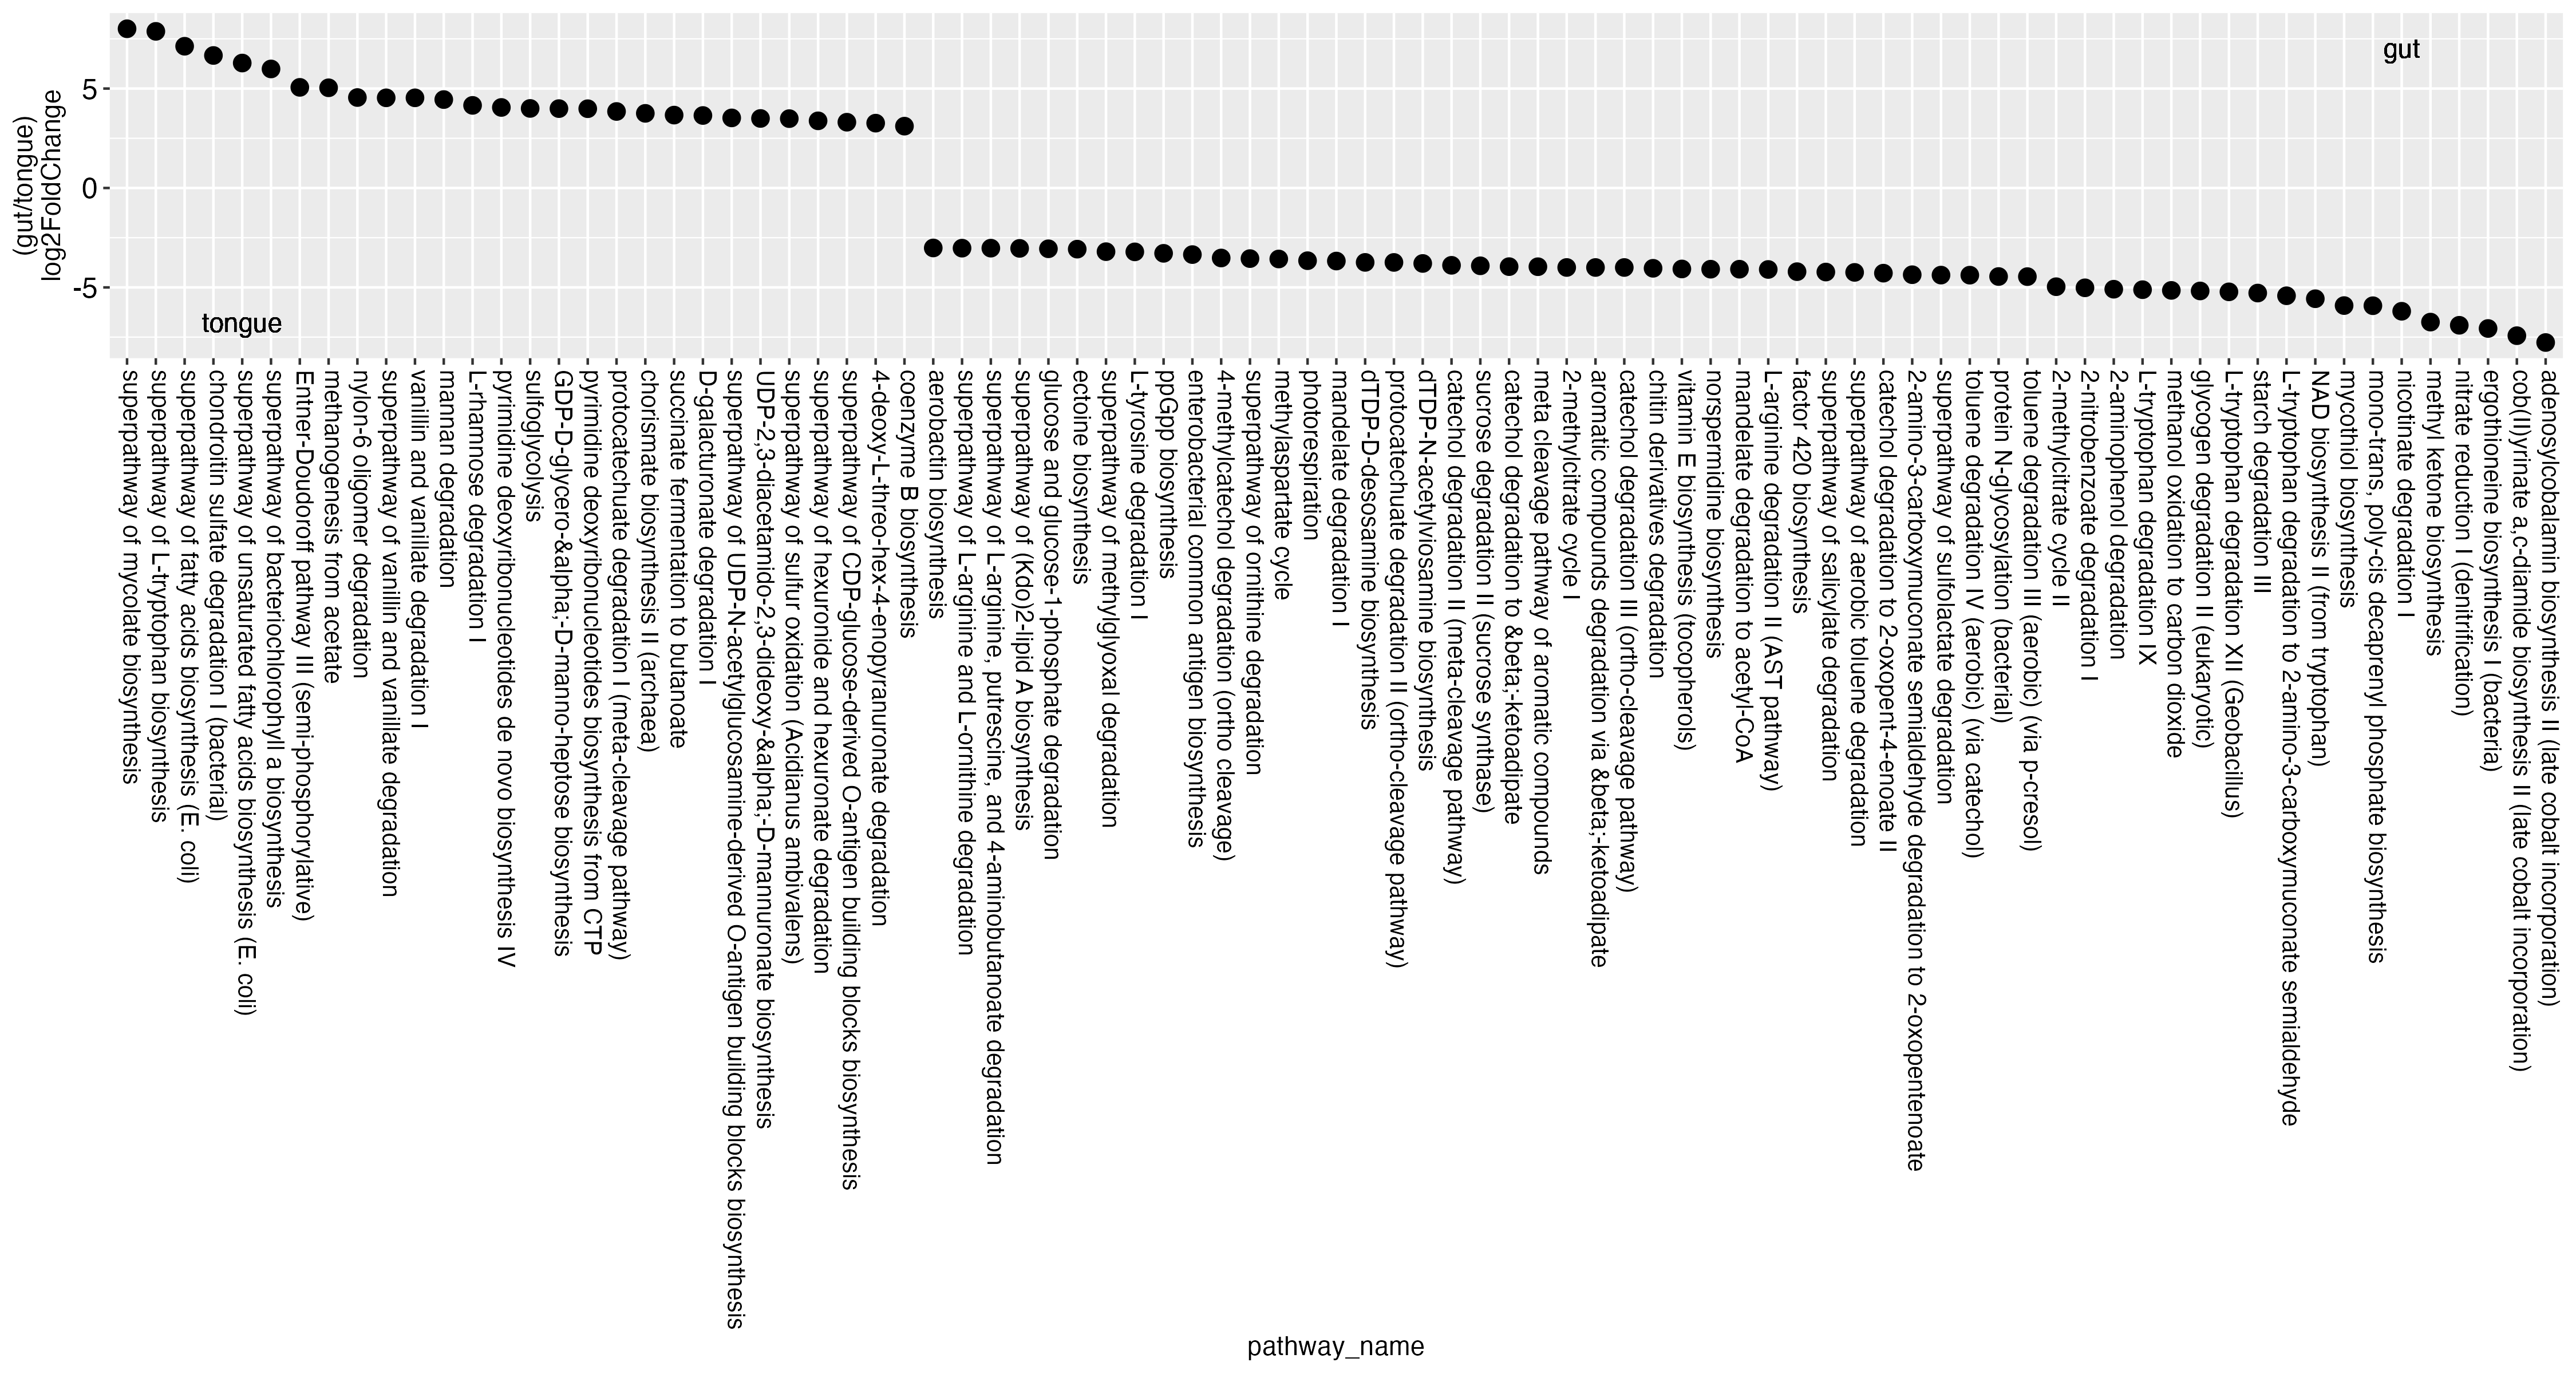 gut
5
0
-5
log2FoldChange
(gut/tongue)
tongue
superpathway of mycolate biosynthesis
superpathway of L-tryptophan biosynthesis
superpathway of fatty acids biosynthesis (E. coli)
chondroitin sulfate degradation I (bacterial)
superpathway of unsaturated fatty acids biosynthesis (E. coli)
superpathway of bacteriochlorophyll a biosynthesis
Entner-Doudoroff pathway III (semi-phosphorylative)
methanogenesis from acetate
nylon-6 oligomer degradation
superpathway of vanillin and vanillate degradation
vanillin and vanillate degradation I
mannan degradation
L-rhamnose degradation I
pyrimidine deoxyribonucleotides de novo biosynthesis IV
sulfoglycolysis
GDP-D-glycero-&alpha;-D-manno-heptose biosynthesis
pyrimidine deoxyribonucleotides biosynthesis from CTP
protocatechuate degradation I (meta-cleavage pathway)
chorismate biosynthesis II (archaea)
succinate fermentation to butanoate
D-galacturonate degradation I
superpathway of UDP-N-acetylglucosamine-derived O-antigen building blocks biosynthesis
UDP-2,3-diacetamido-2,3-dideoxy-&alpha;-D-mannuronate biosynthesis
superpathway of sulfur oxidation (Acidianus ambivalens)
superpathway of hexuronide and hexuronate degradation
superpathway of CDP-glucose-derived O-antigen building blocks biosynthesis
4-deoxy-L-threo-hex-4-enopyranuronate degradation
coenzyme B biosynthesis
aerobactin biosynthesis
superpathway of L-arginine and L-ornithine degradation
superpathway of L-arginine, putrescine, and 4-aminobutanoate degradation
superpathway of (Kdo)2-lipid A biosynthesis
glucose and glucose-1-phosphate degradation
ectoine biosynthesis
superpathway of methylglyoxal degradation
L-tyrosine degradation I
ppGpp biosynthesis
enterobacterial common antigen biosynthesis
4-methylcatechol degradation (ortho cleavage)
superpathway of ornithine degradation
methylaspartate cycle
photorespiration
mandelate degradation I
dTDP-D-desosamine biosynthesis
protocatechuate degradation II (ortho-cleavage pathway)
dTDP-N-acetylviosamine biosynthesis
catechol degradation II (meta-cleavage pathway)
sucrose degradation II (sucrose synthase)
catechol degradation to &beta;-ketoadipate
meta cleavage pathway of aromatic compounds
2-methylcitrate cycle I
aromatic compounds degradation via &beta;-ketoadipate
catechol degradation III (ortho-cleavage pathway)
chitin derivatives degradation
vitamin E biosynthesis (tocopherols)
norspermidine biosynthesis
mandelate degradation to acetyl-CoA
L-arginine degradation II (AST pathway)
factor 420 biosynthesis
superpathway of salicylate degradation
superpathway of aerobic toluene degradation
catechol degradation to 2-oxopent-4-enoate II
2-amino-3-carboxymuconate semialdehyde degradation to 2-oxopentenoate
superpathway of sulfolactate degradation
toluene degradation IV (aerobic) (via catechol)
protein N-glycosylation (bacterial)
toluene degradation III (aerobic) (via p-cresol)
2-methylcitrate cycle II
2-nitrobenzoate degradation I
2-aminophenol degradation
L-tryptophan degradation IX
methanol oxidation to carbon dioxide
glycogen degradation II (eukaryotic)
L-tryptophan degradation XII (Geobacillus)
starch degradation III
L-tryptophan degradation to 2-amino-3-carboxymuconate semialdehyde
NAD biosynthesis II (from tryptophan)
mycothiol biosynthesis
mono-trans, poly-cis decaprenyl phosphate biosynthesis
nicotinate degradation I
methyl ketone biosynthesis
nitrate reduction I (denitrification)
ergothioneine biosynthesis I (bacteria)
cob(II)yrinate a,c-diamide biosynthesis II (late cobalt incorporation)
adenosylcobalamin biosynthesis II (late cobalt incorporation)
pathway_name